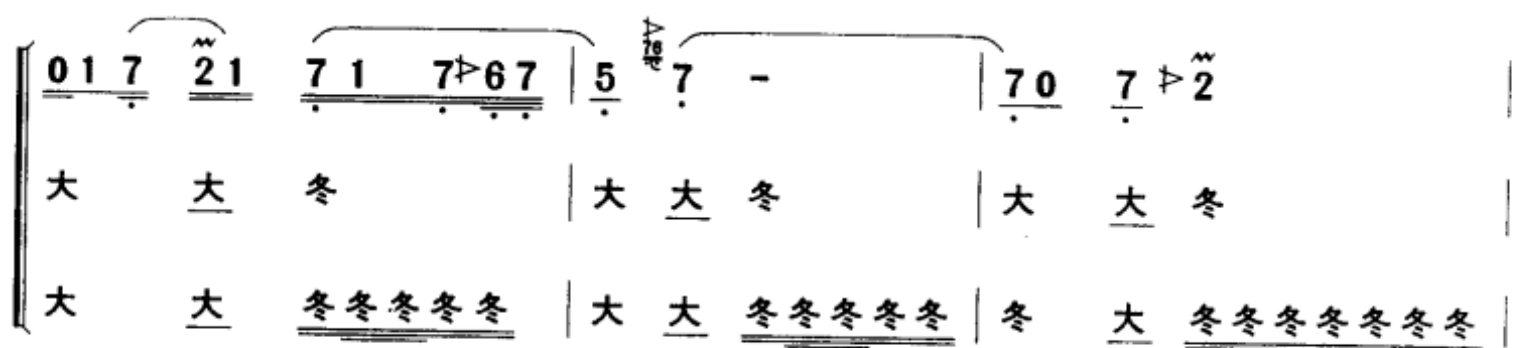 0 1 7 2 1 7 1 7 6 7 | 5 76 7 - | 7 0 7 2 |
大 大 冬 | 大 大 冬 | 大 大 冬 |
大 大 冬冬冬冬冬 | 大 大 冬冬冬冬冬 | 冬 大 冬冬冬冬冬冬冬 |